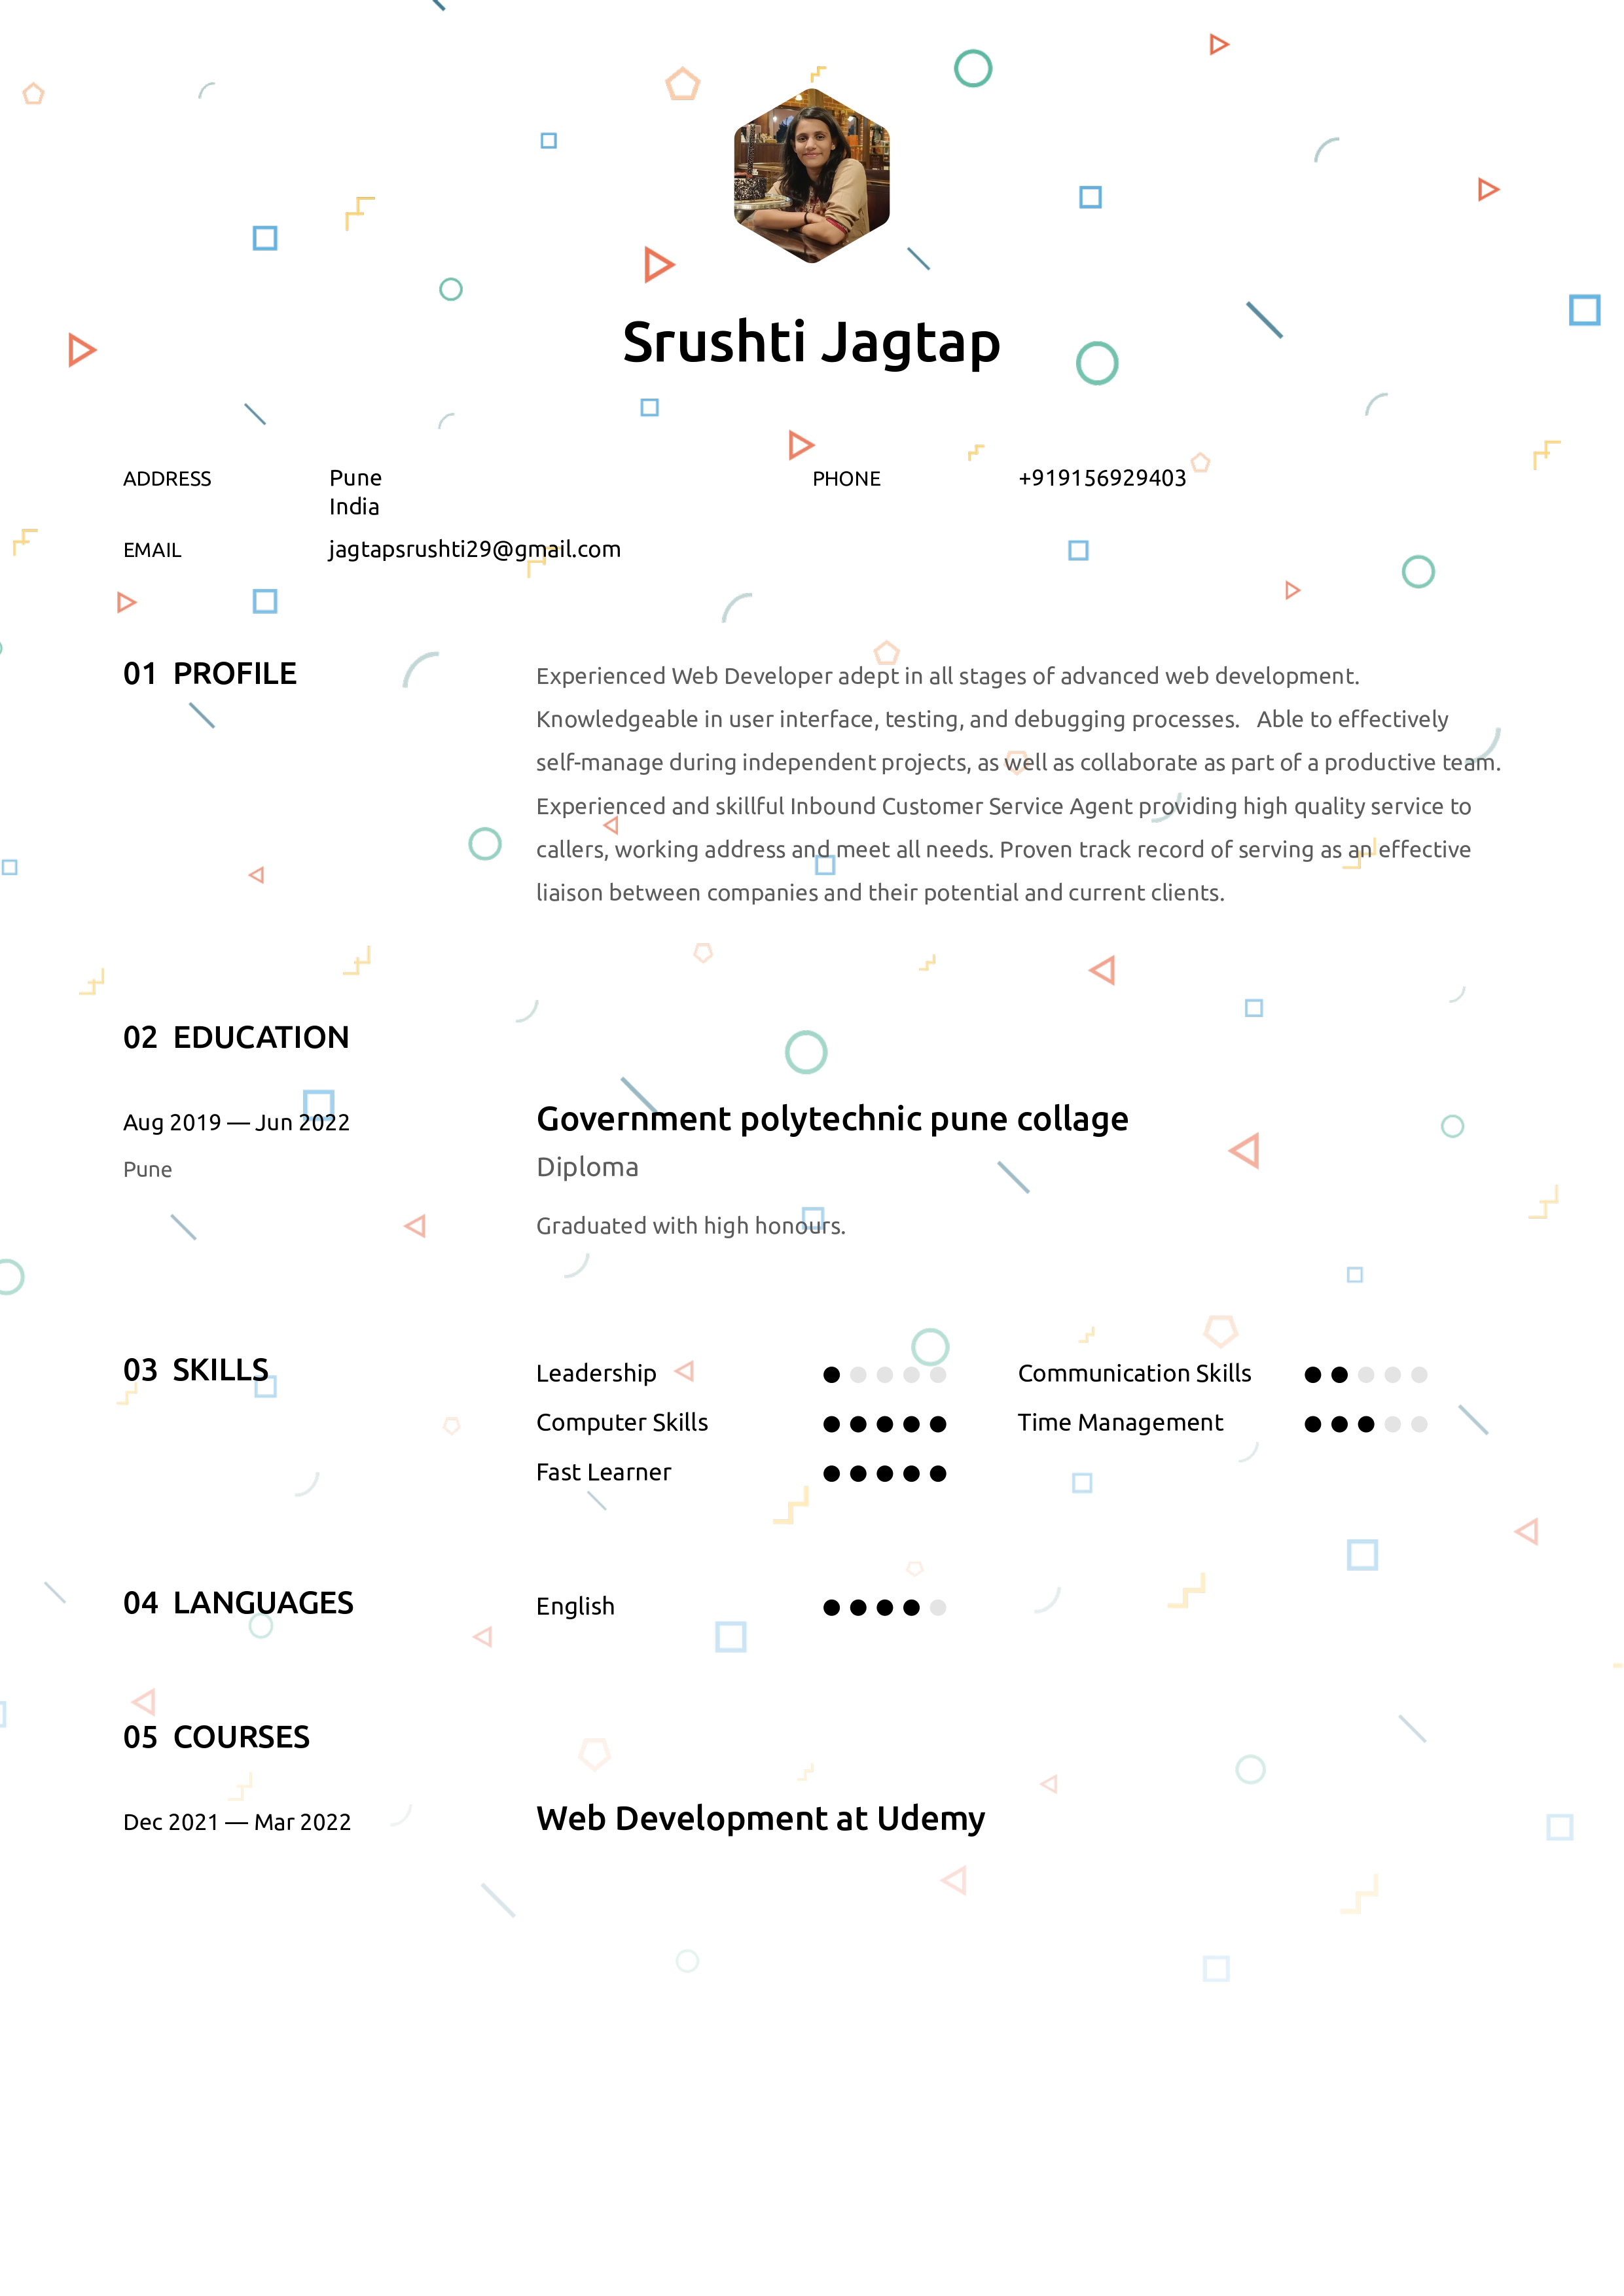 Srushti Jagtap
ADDRESS Pune India
PHONE +919156929403
EMAIL jagtapsrushti29@gmail.com
01 PROFILE
Experienced Web Developer adept in all stages of advanced web development.
Knowledgeable in user interface, testing, and debugging processes. Able to effectively
self-manage during independent projects, as well as collaborate as part of a productive team.
Experienced and skillful Inbound Customer Service Agent providing high quality service to
callers, working address and meet all needs. Proven track record of serving as an effective
liaison between companies and their potential and current clients.
02 EDUCATION
Aug 2019 — Jun 2022
Pune
Government polytechnic pune collage
Diploma
Graduated with high honours.
03 SKILLS
Leadership
Communication Skills
Computer Skills
Time Management
Fast Learner
04 LANGUAGES
English
05 COURSES
Dec 2021 — Mar 2022
Web Development at Udemy